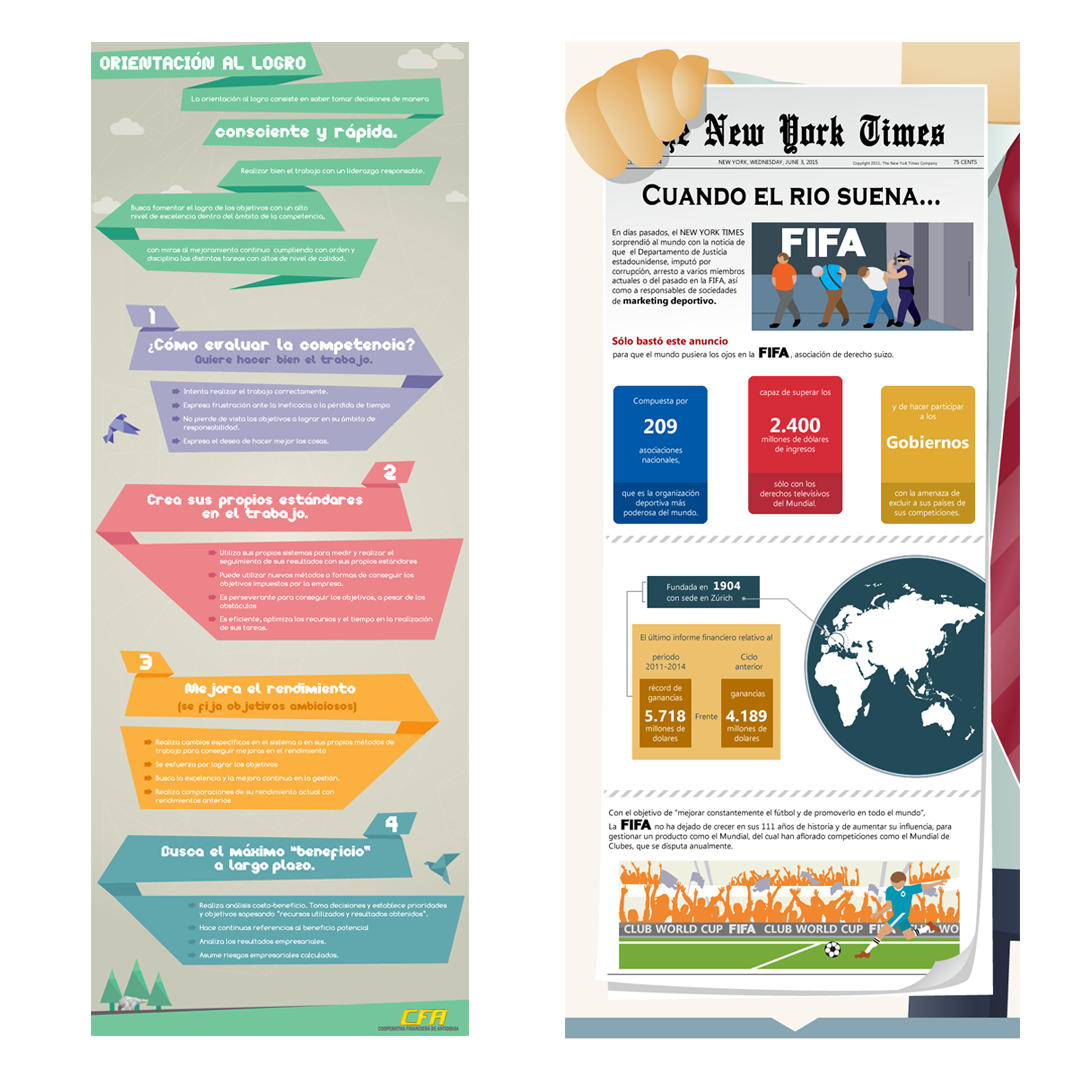 ORIENTACIÓN AL LOGRO
La orientación al logro consiste en saber tomar decisiones de manera
consciente y rápida.
Realizar bien el trabajo con un liderazgo responsable.
Busca fomentar el logro de los objetivos con un alto
nivel de excelencia dentro del ámbito de la competencia,
con miras al mejoramiento continuo cumpliendo con orden y
disciplina las distintas tareas con altos de nivel de calidad.
1
¿Cómo evaluar la competencia?
Quiere hacer bien el trabajo.
Intenta realizar el trabajo correctamente.
Expresa frustración ante la ineficacia o la pérdida de tiempo
No pierde de vista los objetivos a lograr en su ámbito de
responsabilidad.
Expresa el deseo de hacer mejor las cosas.
2
Crea sus propios estándares
en el trabajo.
Utiliza sus propios sistemas para medir y realizar el
seguimiento de sus resultados con sus propios estándares
Puede utilizar nuevos métodos o formas de conseguir los
objetivos impuestos por la empresa.
Es perseverante para conseguir los objetivos, a pesar de los
obstáculos
Es eficiente, optimiza los recursos y el tiempo en la realización
de sus tareas.
3
Mejora el rendimiento
(se fija objetivos ambiciosos)
Realiza cambios específicos en el sistema o en sus propios métodos de
trabajo para conseguir mejoras en el rendimiento
Se esfuerza por lograr los objetivos
Busca la excelencia y la mejora continua en la gestión.
Realiza comparaciones de su rendimiento actual con
rendimientos anteriores
4
Busca el máximo "beneficio"
a largo plazo.
Realiza análisis costo-beneficio. Toma decisiones y establece prioridades
y objetivos sopesando "recursos utilizados y resultados obtenidos".
Hace continuas referencias al beneficio potencial
Analiza los resultados empresariales.
Asume riesgos empresariales calculados.
CFA
COOPERATIVA FINANCIERA DE ANTIOQUIA
New York Times
NEW YORK, WEDNESDAY, JUNE 3, 2015
Copyright 2015, The New York Times Company
75 CENTS
CUANDO EL RIO SUENA...
En días pasados, el NEW YORK TIMES
sorprendió al mundo con la noticia de
que el Departamento de Justicia
estadounidense, imputó por
corrupción, arresto a varios miembros
actuales o del pasado en la FIFA, así
como a responsables de sociedades
de marketing deportivo.
FIFA
Sólo bastó este anuncio
para que el mundo pusiera los ojos en la FIFA, asociación de derecho suizo.
Compuesta por
209
asociaciones
nacionales,
que es la organización
deportiva más
poderosa del mundo.
capaz de superar los
2.400
millones de dólares
de ingresos
sólo con los
derechos televisivos
del Mundial.
y de hacer participar
a los
Gobiernos
con la amenaza de
excluir a sus países de
sus competiciones.
Fundada en 1904
con sede en Zúrich
El último informe financiero relativo al
periodo
2011-2014
Ciclo
anterior
récord de
ganancias
5.718
millones de
dolares
Frente
ganancias
4.189
millones de
dolares
Con el objetivo de "mejorar constantemente el fútbol y de promoverlo en todo el mundo",
La FIFA no ha dejado de crecer en sus 111 años de historia y de aumentar su influencia, para
gestionar un producto como el Mundial, del cual han aflorado competiciones como el Mundial de
Clubes, que se disputa anualmente.
CLUB WORLD CUP FIFA CLUB WORLD CUP FI WO